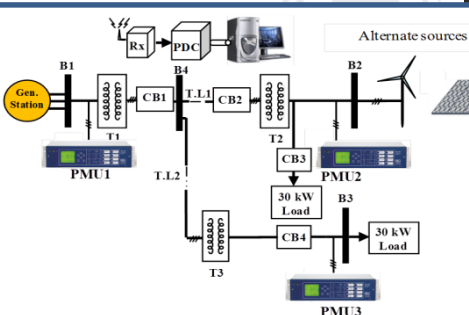 Alternate sources
Rx
PDC
B1
B4
B2
Gen.
Station
CB1
T.L1
CB2
T1
T2
PMU1
CB3
PMU2
T.L2
30 kW
Load
B3
CB4
30 kW
Load
T3
PMU3